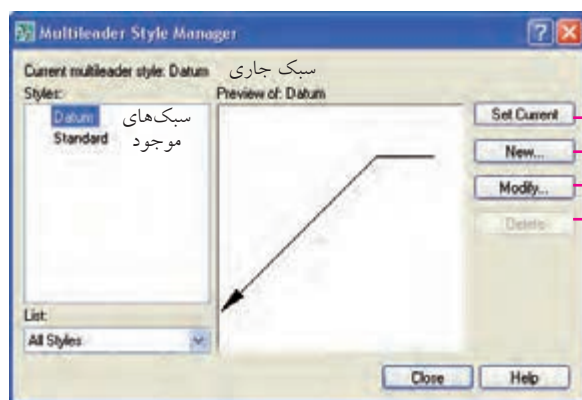 Multileader Style Manager
Current multileader style: Datum سبک جاری
Styles:
Preview of: Datum
Datum
Standard
سبک‌های
موجود
Set Current
New...
Modify...
Delete
List:
All Styles
Close
Help